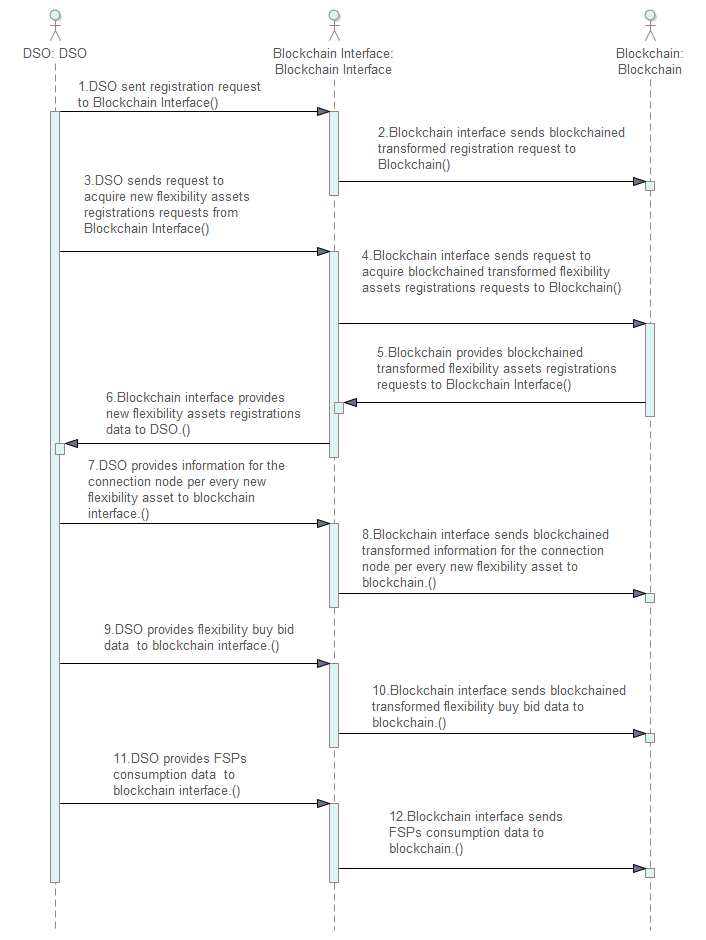 DSO: DSO
Blockchain Interface:
Blockchain Interface
Blockchain:
Blockchain
1.DSO sent registration request
to Blockchain Interface()
2.Blockchain interface sends blockchained
transformed registration request to
Blockchain()
3.DSO sends request to
acquire new flexibility assets
registrations requests from
Blockchain Interface()
4.Blockchain interface sends request to
acquire blockchained transformed flexibility
assets registrations requests to Blockchain()
5.Blockchain provides blockchained
transformed flexibility assets registrations
requests to Blockchain Interface()
6.Blockchain interface provides
new flexibility assets registrations
data to DSO.()
7.DSO provides information for the
connection node per every new
flexibility asset to blockchain
interface.()
8.Blockchain interface sends blockchained
transformed information for the connection
node per every new flexibility asset to
blockchain.()
9.DSO provides flexibility buy bid
data  to blockchain interface.()
10.Blockchain interface sends blockchained
transformed flexibility buy bid data to
blockchain.()
11.DSO provides FSPs
consumption data  to
blockchain interface.()
12.Blockchain interface sends
FSPs consumption data to
blockchain.()